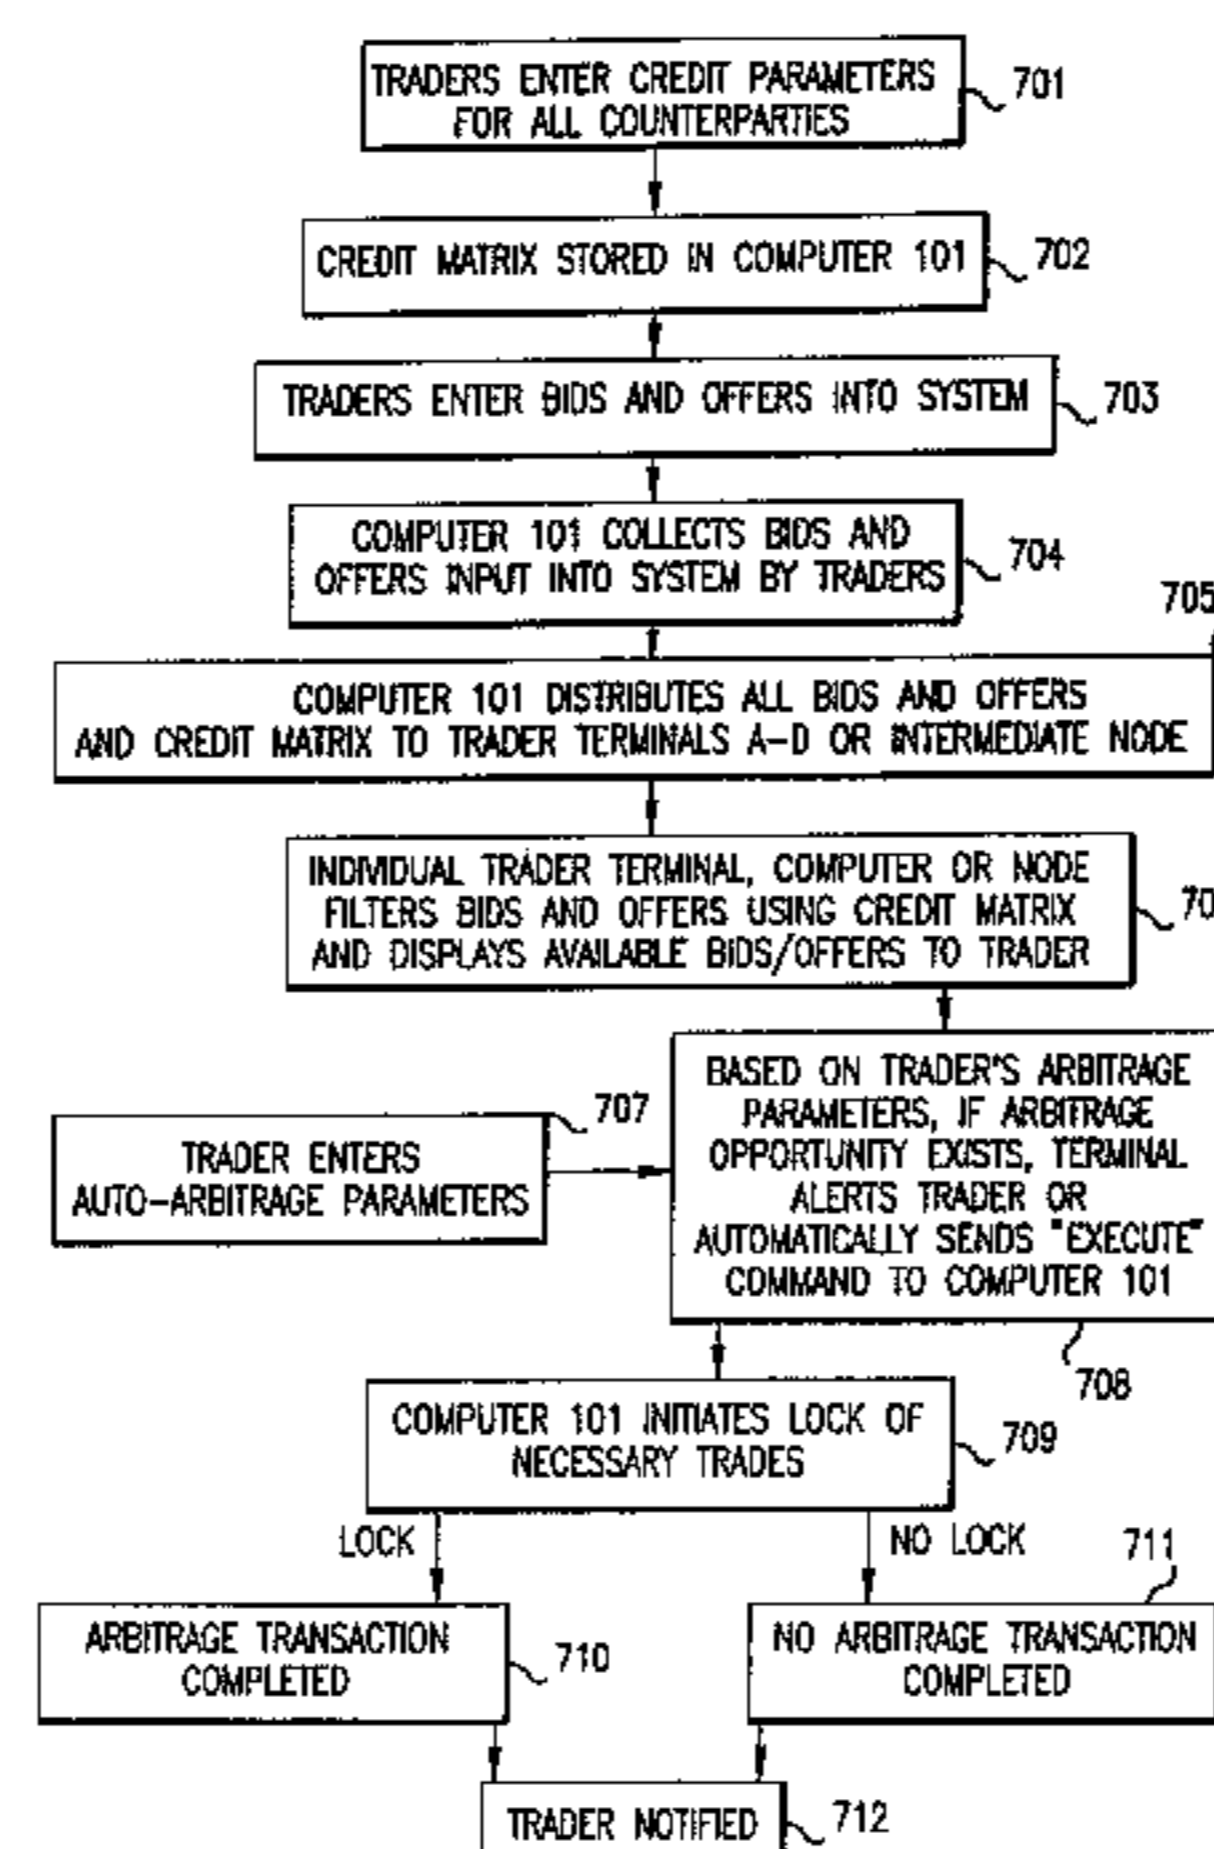 TRADERS ENTER CREDIT PARAMETERS
FOR ALL COUNTERPARTIES
701
CREDIT MATRIX STORED IN COMPUTER 101
702
TRADERS ENTER BIDS AND OFFERS INTO SYSTEM
703
COMPUTER 101 COLLECTS BIDS AND
OFFERS INPUT INTO SYSTEM BY TRADERS
704
705
COMPUTER 101 DISTRIBUTES ALL BIDS AND OFFERS
AND CREDIT MATRIX TO TRADER TERMINALS A-D OR INTERMEDIATE NODE
INDIVIDUAL TRADER TERMINAL, COMPUTER OR NODE
FILTERS BIDS AND OFFERS USING CREDIT MATRIX
AND DISPLAYS AVAILABLE BIDS/OFFERS TO TRADER
707
TRADER ENTERS
AUTO-ARBITRAGE PARAMETERS
BASED ON TRADER'S ARBITRAGE
PARAMETERS, IF ARBITRAGE
OPPORTUNITY EXISTS, TERMINAL
ALERTS TRADER OR
AUTOMATICALLY SENDS "EXECUTE"
COMMAND TO COMPUTER 101
708
COMPUTER 101 INITIATES LOCK OF
NECESSARY TRADES
709
LOCK
NO LOCK
711
ARBITRAGE TRANSACTION
COMPLETED
710
NO ARBITRAGE TRANSACTION
COMPLETED
TRADER NOTIFIED
712